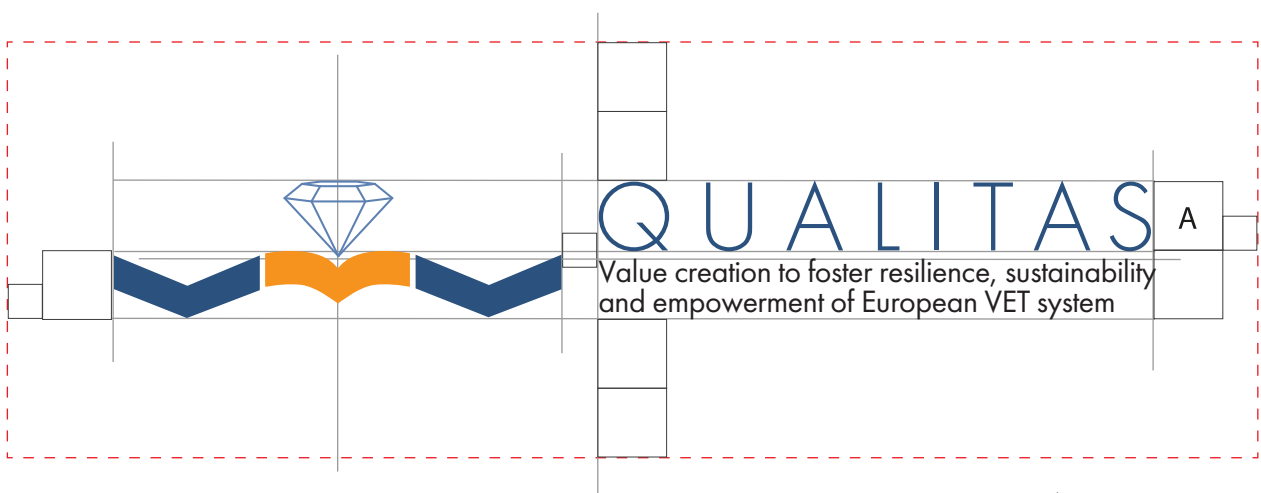 QUALITAS
A
Value creation to foster resilience, sustainability
and empowerment of European VET system